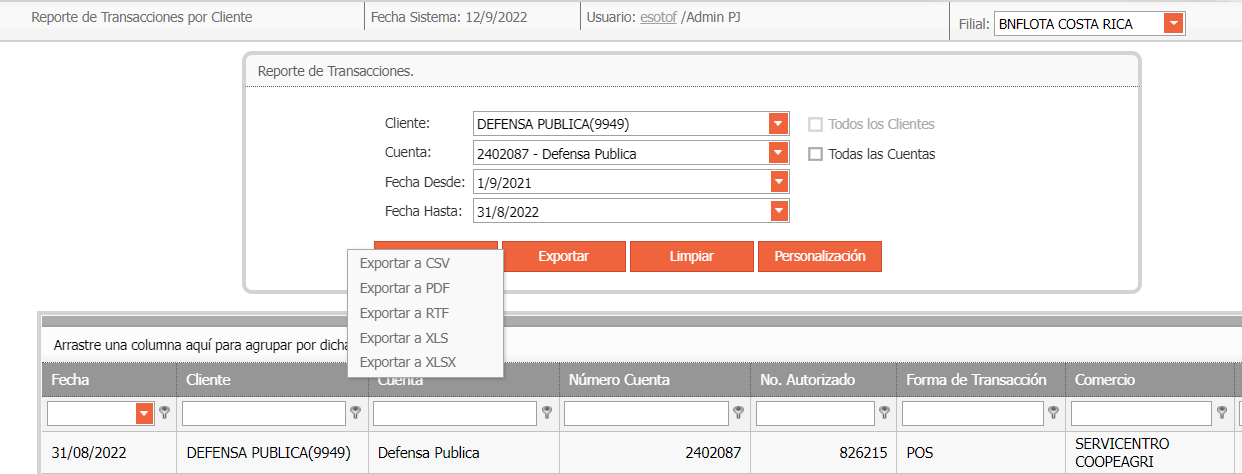 Reporte de Transacciones por Cliente
Fecha Sistema: 12/9/2022
Usuario: esotof /Admin PJ
Filial: BNFLOTA COSTA RICA
Reporte de Transacciones.
Cliente: DEFENSA PUBLICA(9949) Todos los Clientes
Cuenta: 2402087 - Defensa Publica Todas las Cuentas
Fecha Desde: 1/9/2021
Fecha Hasta: 31/8/2022
Exportar Limpiar Personalización
Exportar a CSV
Exportar a PDF
Exportar a RTF
Exportar a XLS
Exportar a XLSX
Arrastre una columna aquí para agrupar por dicha
Fecha Cliente Cuenta Número Cuenta No. Autorizado Forma de Transacción Comercio
31/08/2022 DEFENSA PUBLICA(9949) Defensa Publica 2402087 826215 POS SERVICENTRO
COOPEAGRI